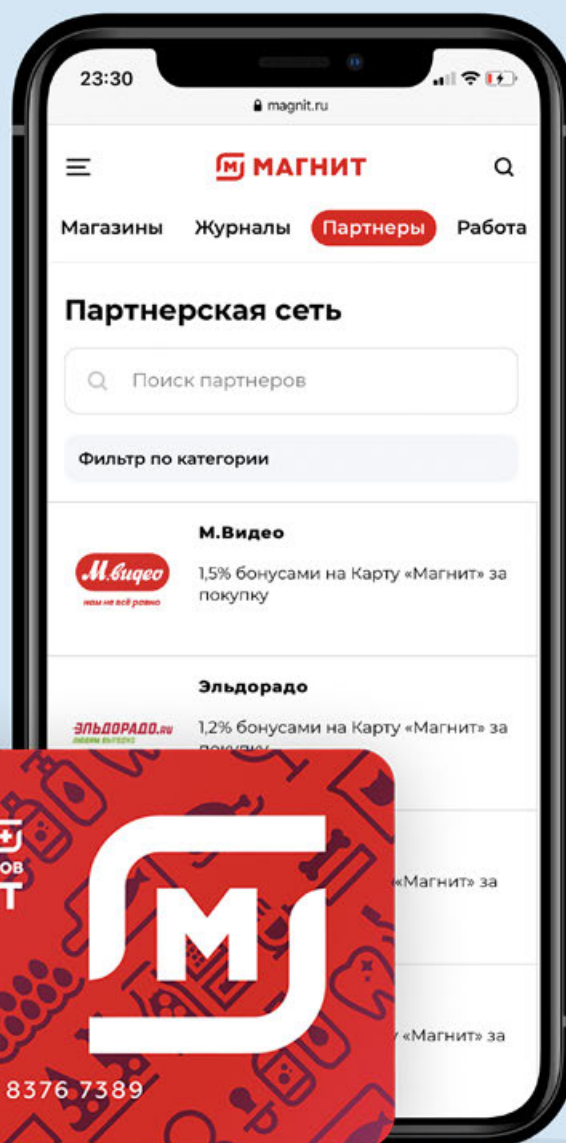 23:30
magnit.ru
МАГНИТ
Магазины Журналы Партнеры Работа
Партнерская сеть
Поиск партнеров
Фильтр по категории
М.Видео
М.видео
нам не всё равно
1,5% бонусами на Карту «Магнит» за
покупку
Эльдорадо
ЭЛЬДОРАДО.RU
1,2% бонусами на Карту «Магнит» за
покупку
«Магнит» за
«Магнит» за
ОВ
Т
М
8376 7389